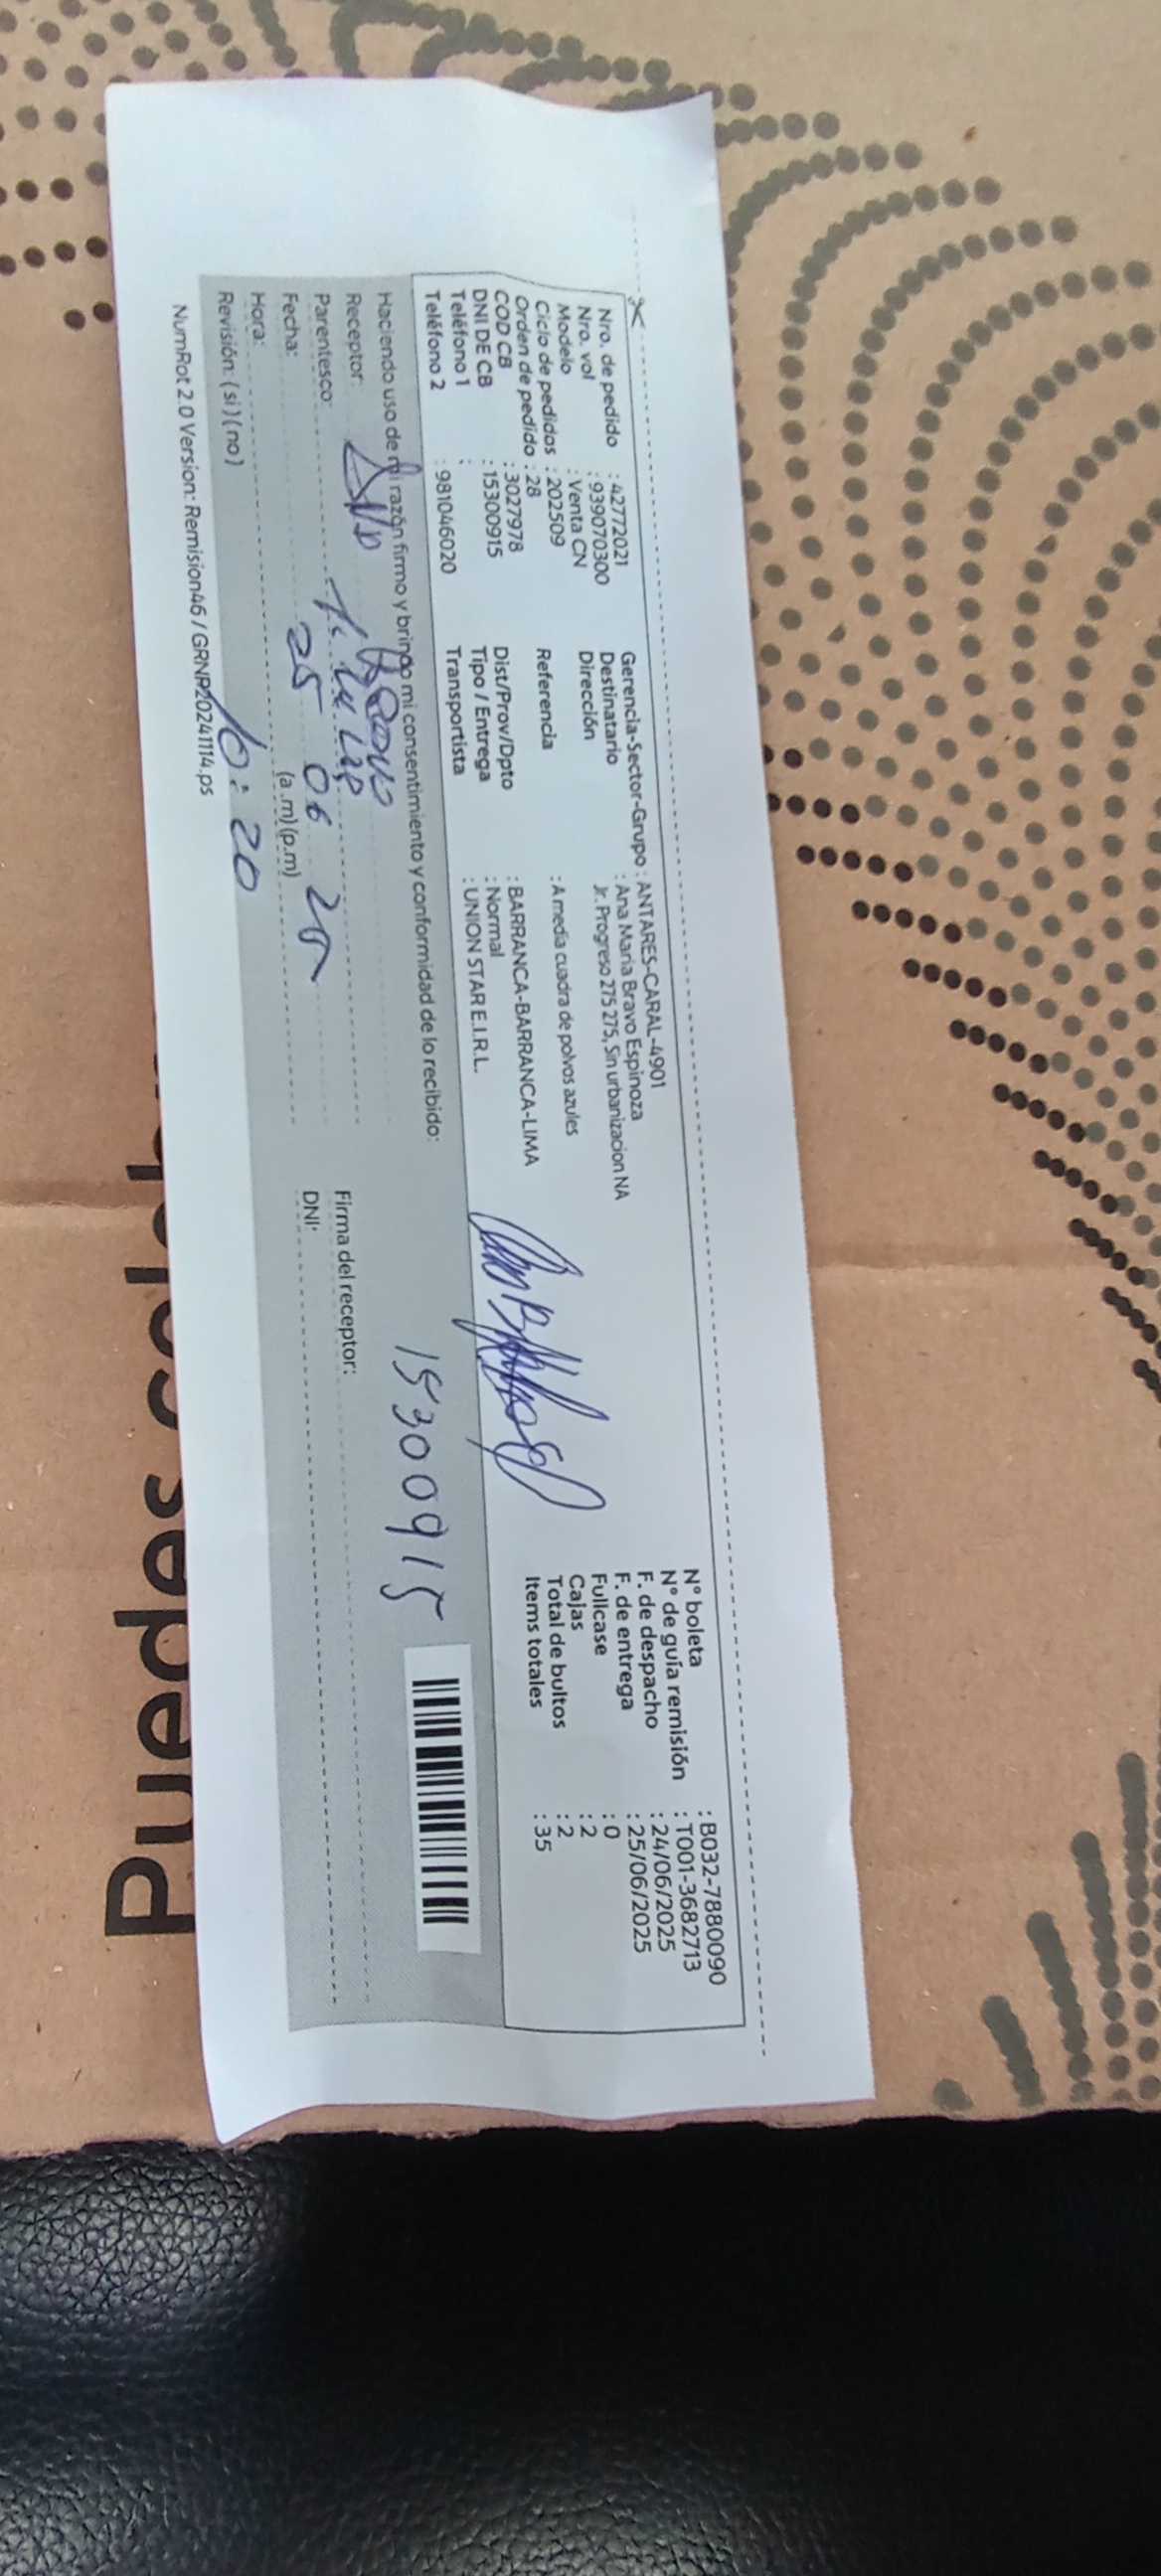 Nro. de pedido : 42772021
Nro. vol : 939070300
Modelo : Venta CN
Ciclo de pedidos : 202509
Orden de pedido : 28
COD CB : 3027978
DNI DE CB : 15300915
Teléfono 1 :
Teléfono 2 : 981046020
Gerencia-Sector-Grupo : ANTARES-CARAL-4901
Destinatario : Ana Maria Bravo Espinoza
Dirección Jr. Progreso 275 275, Sin urbanizacion NA
Referencia : A media cuadra de polvos azules
Dist/Prov/Dpto : BARRANCA-BARRANCA-LIMA
Tipo / Entrega : Normal
Transportista : UNION STAR E.I.R.L.
N° boleta : B032-7880090
N° de guía remisión : T001-3682713
F. de despacho : 24/06/2025
F. de entrega : 25/06/2025
Fullcase : 0
Cajas : 2
Total de bultos : 2
Items totales : 35
Haciendo uso de mi razón firmo y brindo mi consentimiento y conformidad de lo recibido:
Receptor: Bravo
Parentesco: Titular
Fecha: 25 06 25
Hora: 10:20 (a.m)(p.m)
Revisión: (si)(no)
Firma del receptor:
DNI:
15300915
NumRot 2.0 Version: Remision46 / GRNP20241114.ps
Puedes